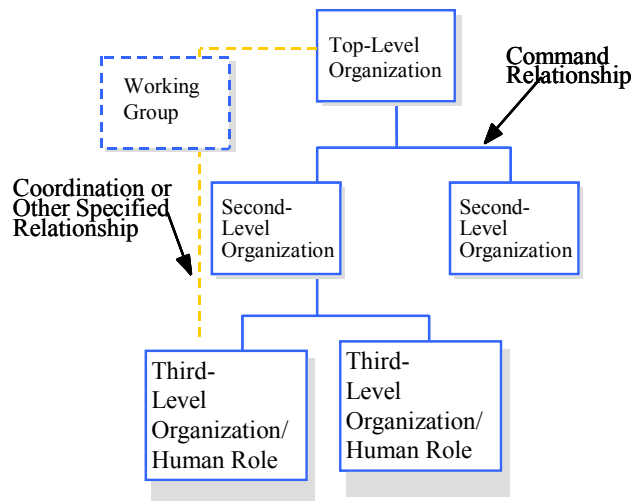 Top-Level
Organization
Command
Relationship
Working
Group
Coordination or
Other Specified
Relationship
Second-
Level
Organization
Second-
Level
Organization
Third-
Level
Organization/
Human Role
Third-
Level
Organization/
Human Role